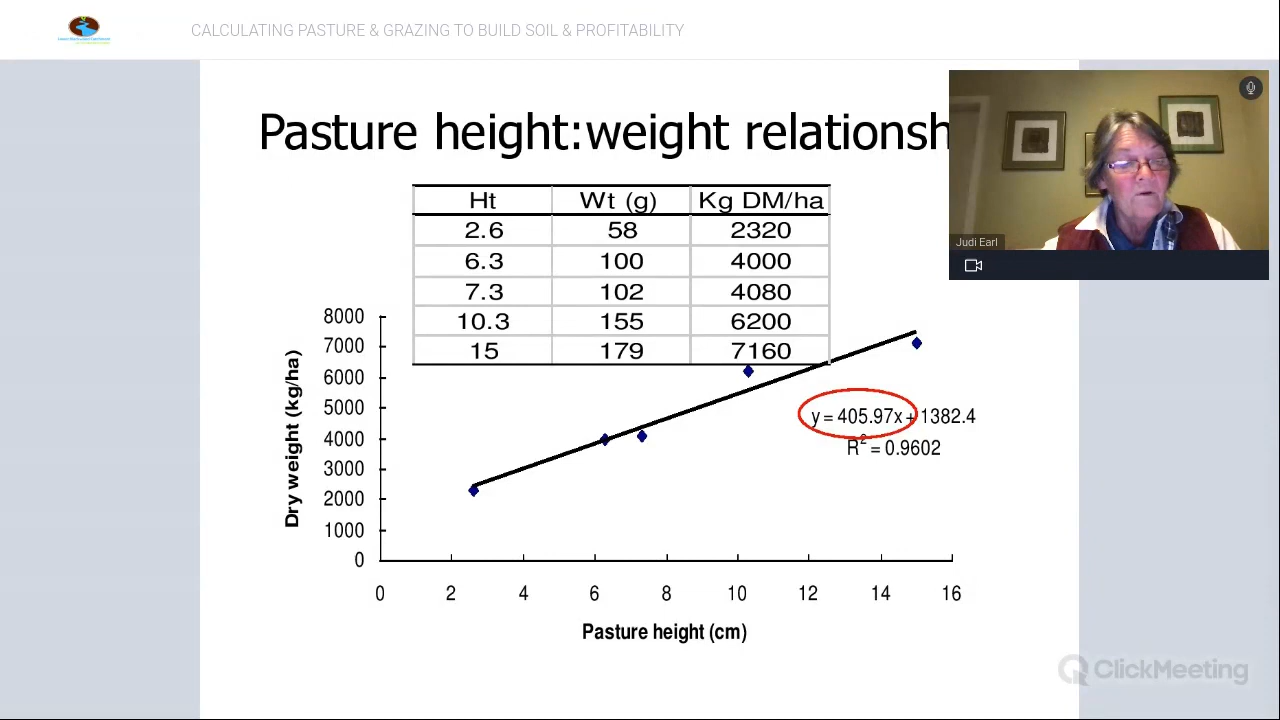 CALCULATING PASTURE & GRAZING TO BUILD SOIL & PROFITABILITY
Pasture height:weight relationsh
Judi Earl
Ht Wt (g) Kg DM/ha
2.6 58 2320
6.3 100 4000
7.3 102 4080
10.3 155 6200
15 179 7160
8000
7000
6000
5000
4000
3000
2000
1000
0
Dry weight (kg/ha)
y = 405.97x + 1382.4
R² = 0.9602
0 2 4 6 8 10 12 14 16
Pasture height (cm)
ClickMeeting